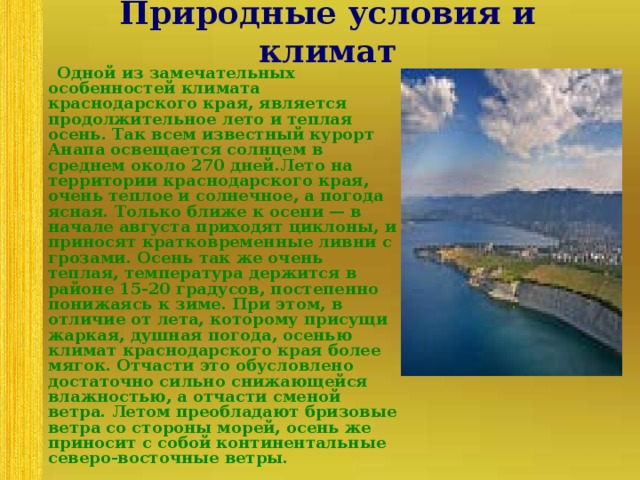 Природные условия и
климат
Одной из замечательных
особенностей климата
краснодарского края, является
продолжительное лето и теплая
осень. Так всем известный курорт
Анапа освещается солнцем в
среднем около 270 дней.Лето на
территории краснодарского края,
очень теплое и солнечное, а погода
ясная. Только ближе к осени — в
начале августа приходят циклоны, и
приносят кратковременные ливни с
грозами. Осень так же очень
теплая, температура держится в
районе 15-20 градусов, постепенно
понижаясь к зиме. При этом, в
отличие от лета, которому присущи
жаркая, душная погода, осенью
климат краснодарского края более
мягок. Отчасти это обусловлено
достаточно сильно снижающейся
влажностью, а отчасти сменой
ветра. Летом преобладают бризовые
ветра со стороны морей, осень же
приносит с собой континентальные
северо-восточные ветры.